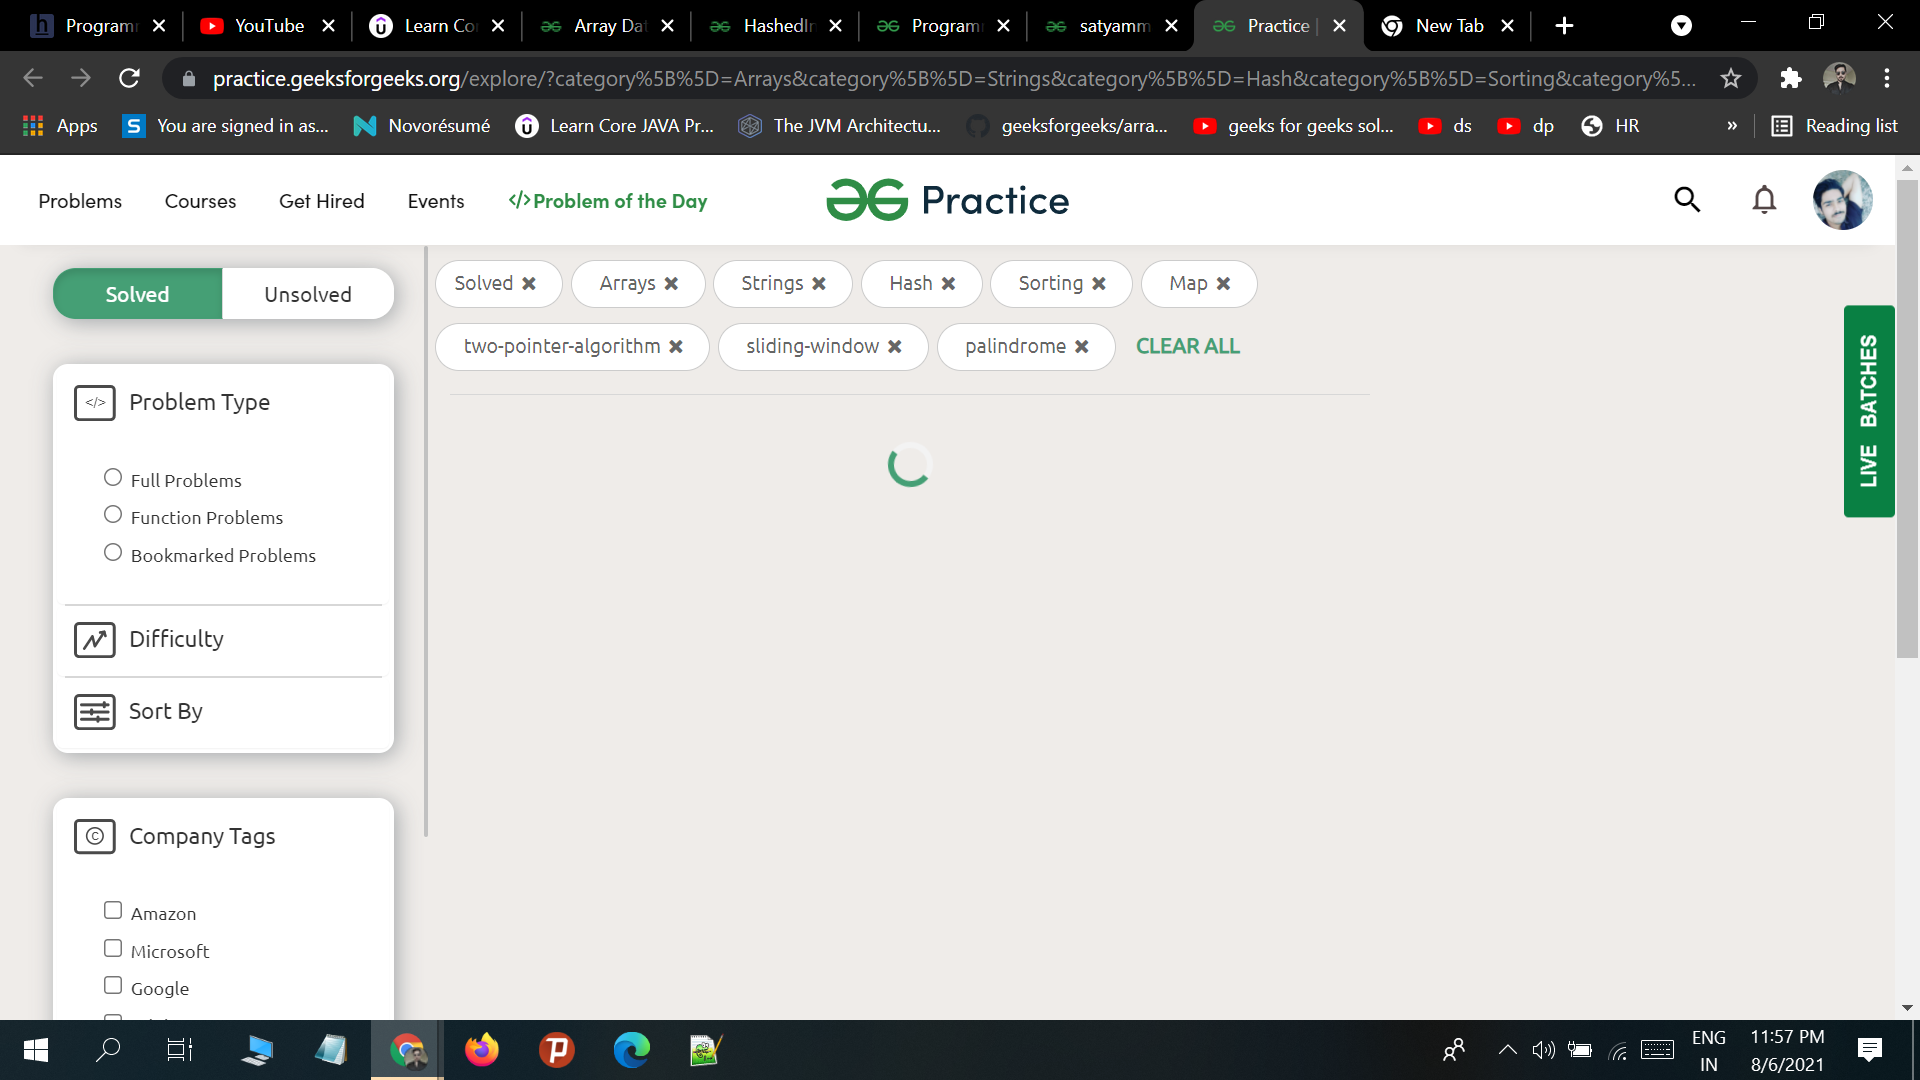 Programm YouTube Learn Co Array Dat HashedIn Programm satyamm Practice | New Tab
practice.geeksforgeeks.org/explore/?category%5B%5D=Arrays&category%5B%5D=Strings&category%5B%5D=Hash&category%5B%5D=Sorting&category%5...
Apps You are signed in as... Novorésumé Learn Core JAVA Pr... The JVM Architectu... geeksforgeeks/arra... geeks for geeks sol... ds dp HR » Reading list
Problems Courses Get Hired Events </>Problem of the Day Practice
Solved Unsolved
Solved ✖ Arrays ✖ Strings ✖ Hash ✖ Sorting ✖ Map ✖
two-pointer-algorithm ✖ sliding-window ✖ palindrome ✖ CLEAR ALL
LIVE BATCHES
</> Problem Type
Full Problems
Function Problems
Bookmarked Problems
Difficulty
Sort By
© Company Tags
Amazon
Microsoft
Google
ENG
IN
11:57 PM
8/6/2021